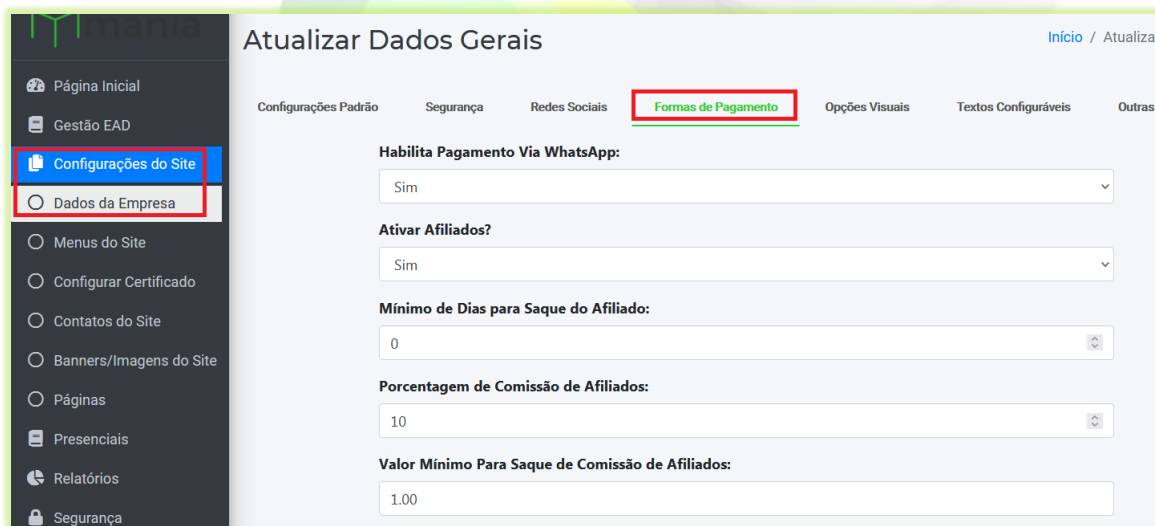 mania
Atualizar Dados Gerais
Início / Atualiza
Página Inicial
Gestão EAD
Configurações do Site
Dados da Empresa
Menus do Site
Configurar Certificado
Contatos do Site
Banners/Imagens do Site
Páginas
Presenciais
Relatórios
Segurança
Configurações Padrão Segurança Redes Sociais Formas de Pagamento Opções Visuais Textos Configuráveis Outras
Habilita Pagamento Via WhatsApp:
Sim
Ativar Afiliados?
Sim
Mínimo de Dias para Saque do Afiliado:
0
Porcentagem de Comissão de Afiliados:
10
Valor Mínimo Para Saque de Comissão de Afiliados:
1.00